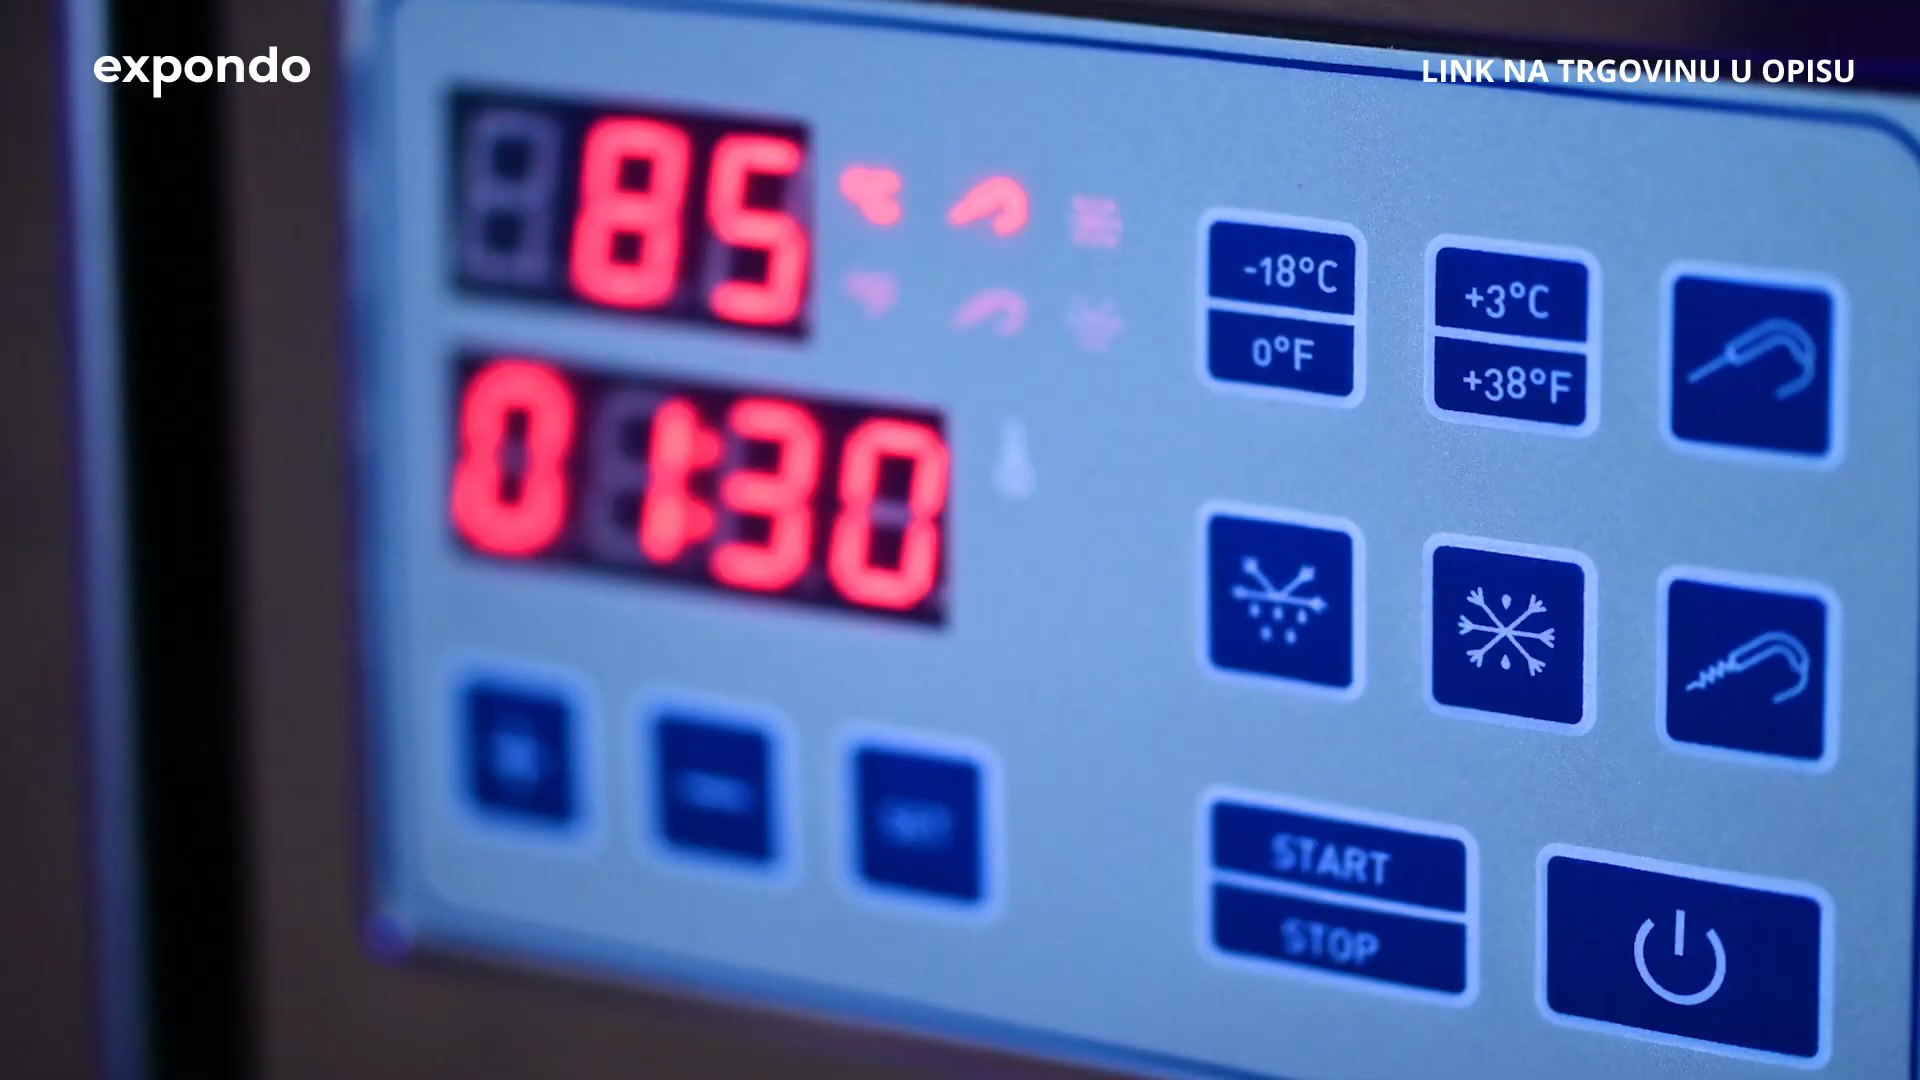 expondo
LINK NA TRGOVINU U OPISU
85
01:30
-18°C
0°F
+3°C
+38°F
START
STOP